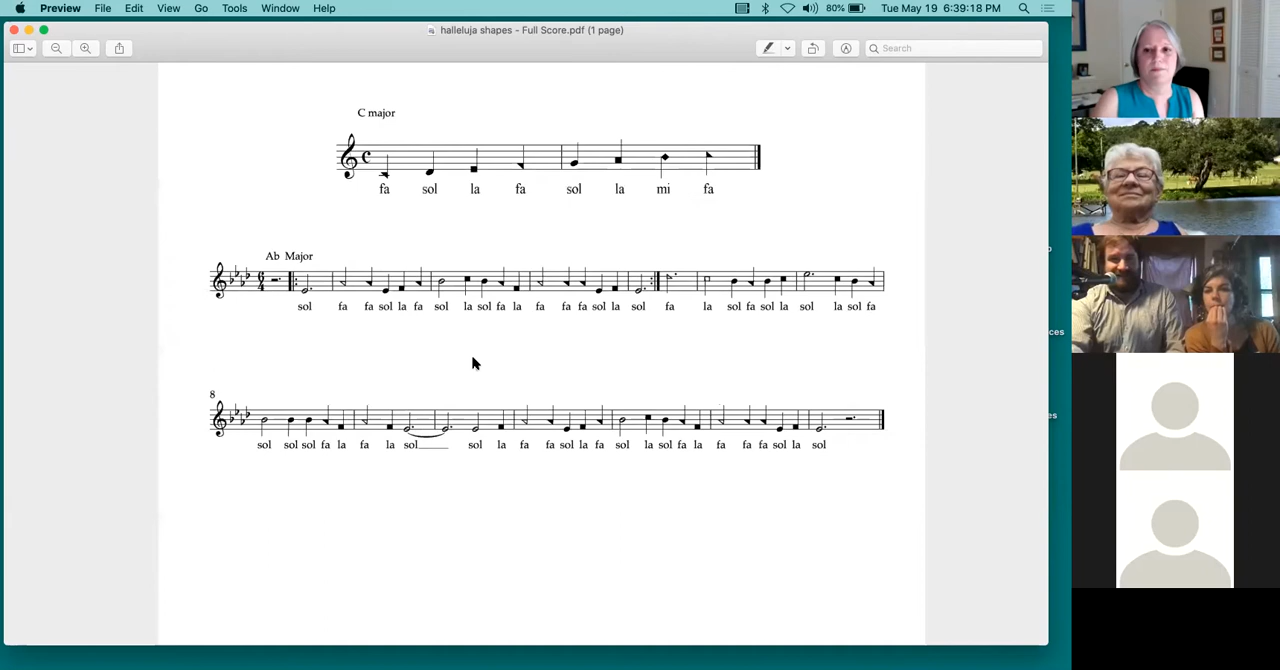 Preview File Edit View Go Tools Window Help 80% Tue May 19 6:39:18 PM
halleluja shapes - Full Score.pdf (1 page)
Search
C major
fa sol la fa sol la mi fa
Ab Major
sol fa fa sol la fa sol la sol fa la fa fa fa sol la sol fa la sol fa sol la sol la sol fa
8
sol sol sol fa la fa la sol____ sol la fa fa sol la fa sol la sol fa la fa fa fa sol la sol